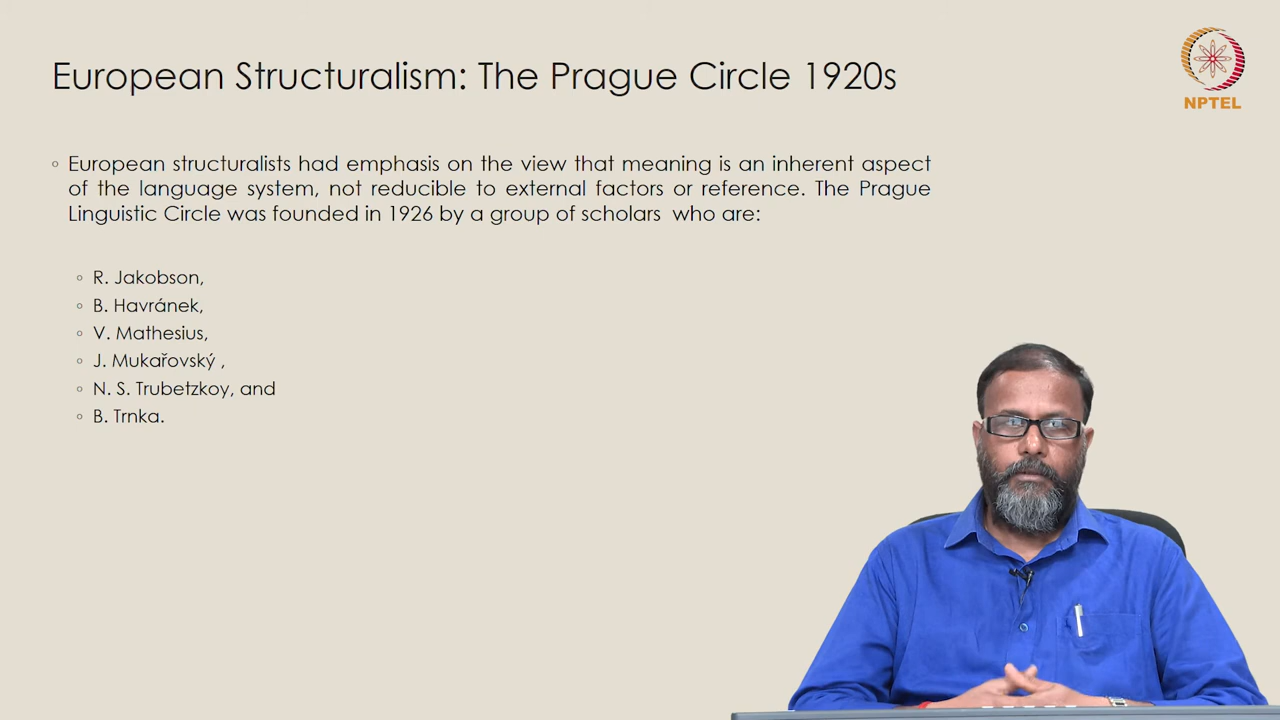 European Structuralism: The Prague Circle 1920s
NPTEL
European structuralists had emphasis on the view that meaning is an inherent aspect
of the language system, not reducible to external factors or reference. The Prague
Linguistic Circle was founded in 1926 by a group of scholars who are:
R. Jakobson,
B. Havránek,
V. Mathesius,
J. Mukařovský ,
N. S. Trubetzkoy, and
B. Trnka.